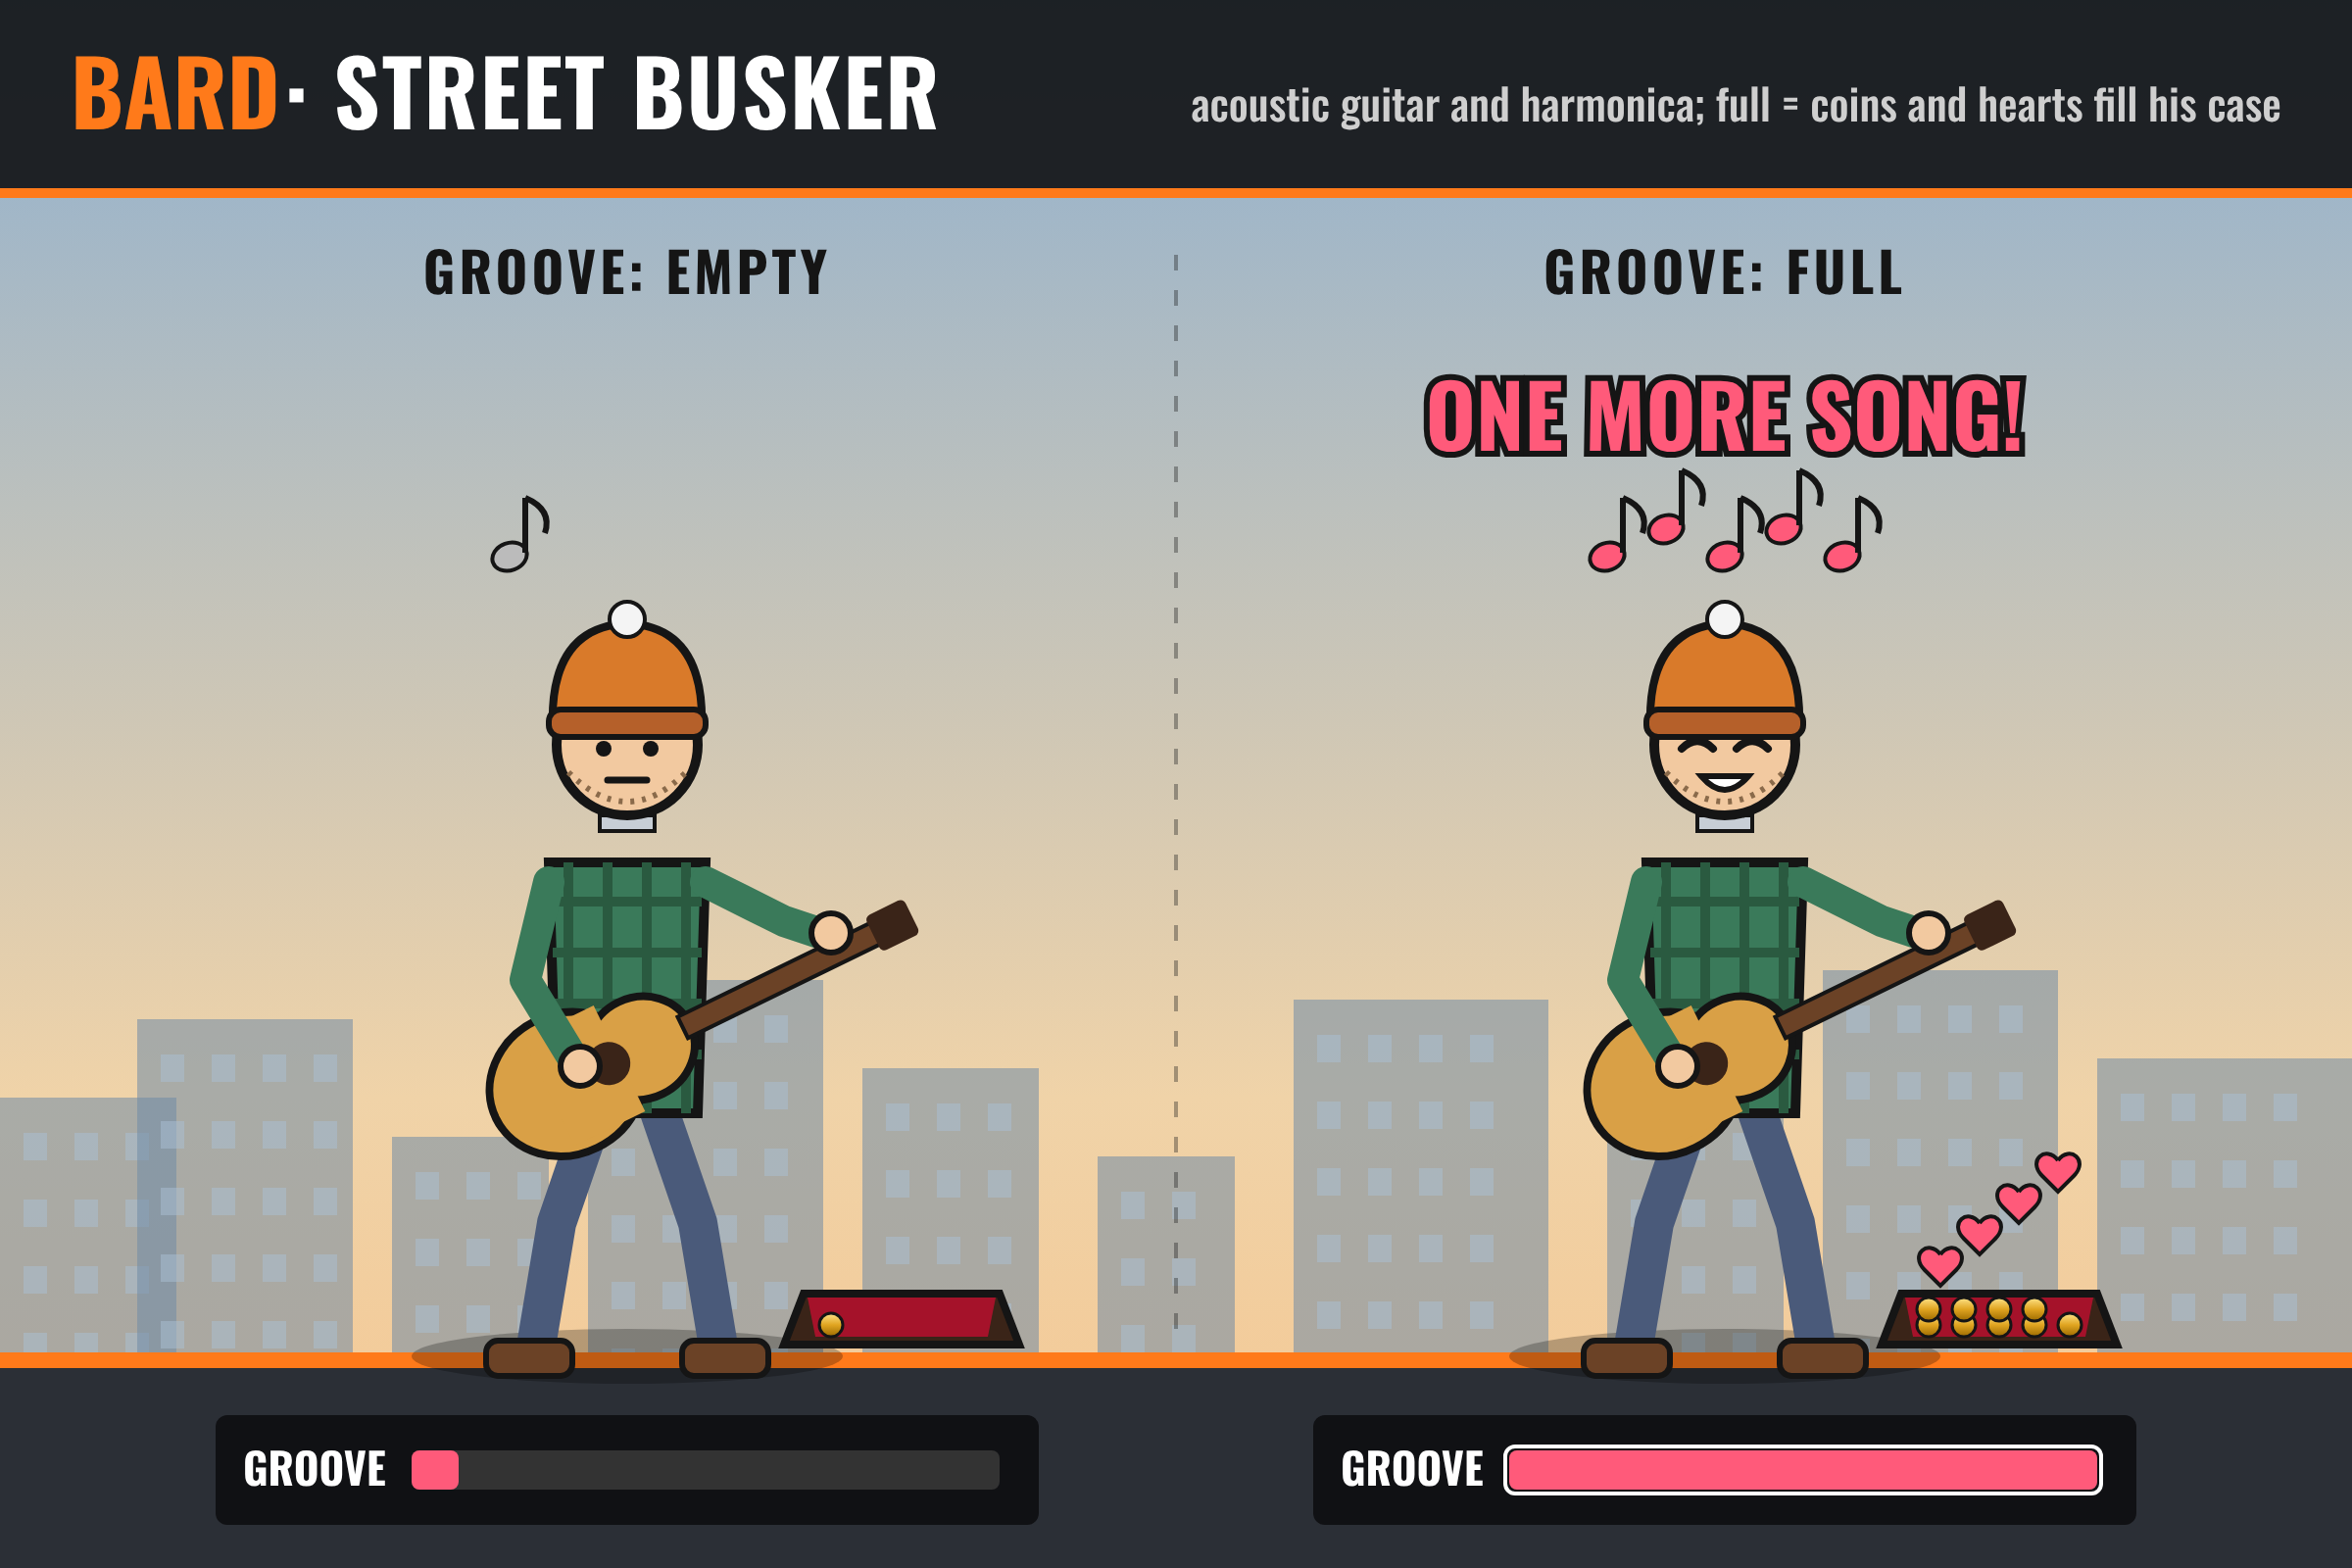 BARD· STREET BUSKER
acoustic guitar and harmonica; full = coins and hearts fill his case
GROOVE: EMPTY
GROOVE: FULL
ONE MORE SONG!
GROOVE
GROOVE